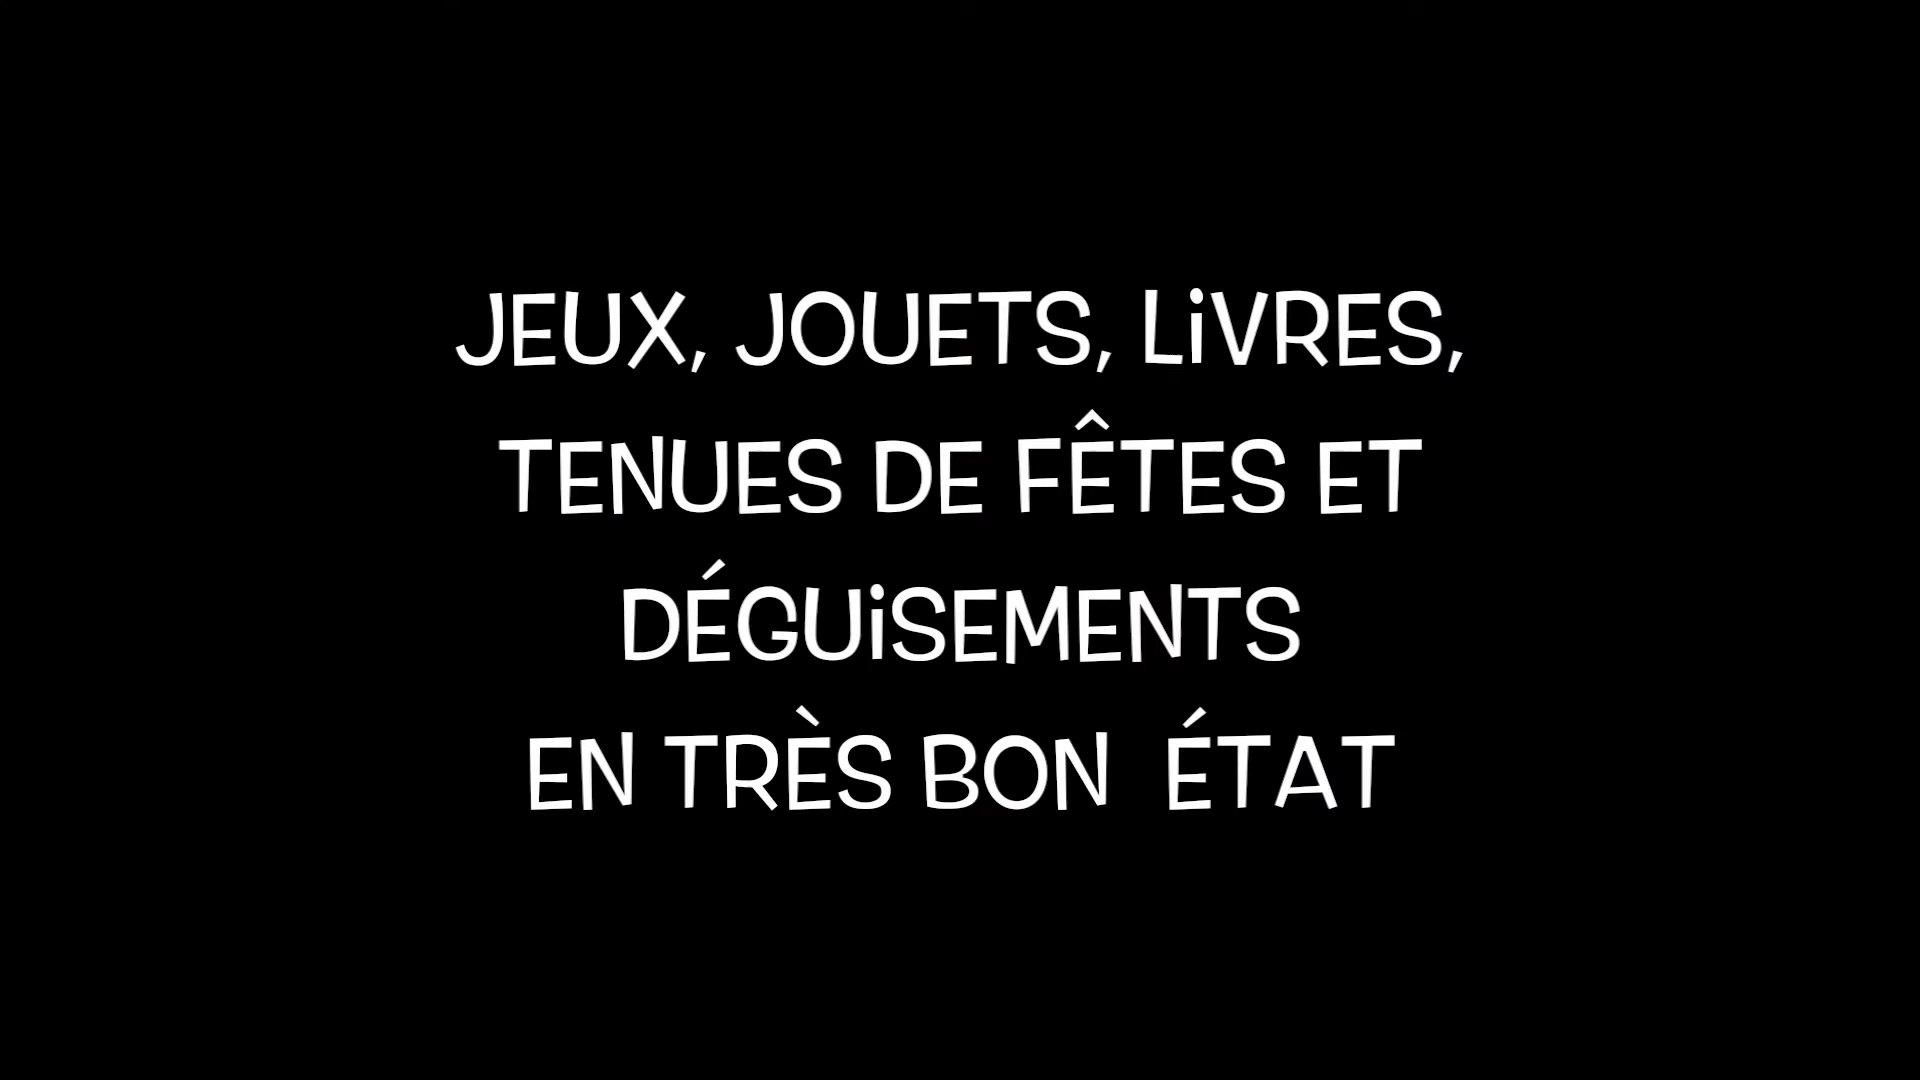 JEUX, JOUETS, LiVRES,
TENUES DE FÊTES ET
DÉGUiSEMENTS
EN TRÈS BON  ÉTAT